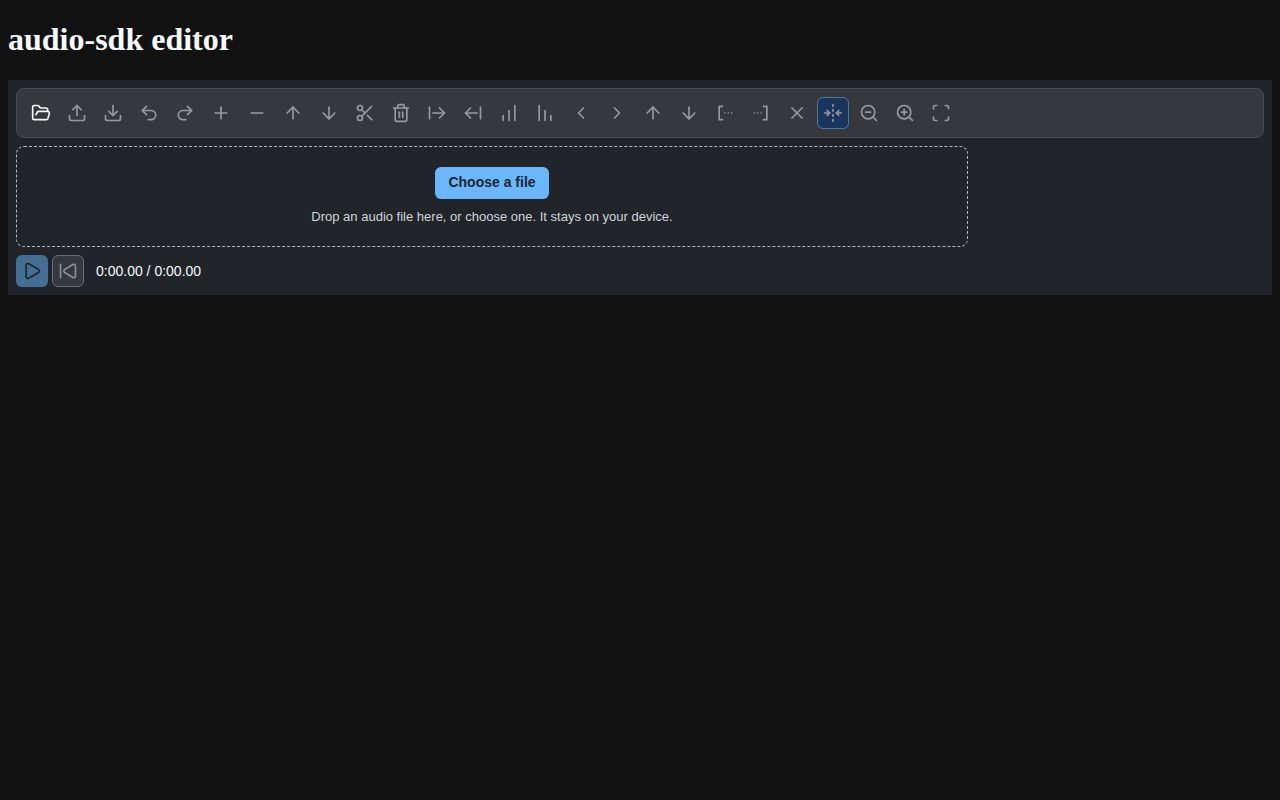 audio-sdk editor
Choose a file
Drop an audio file here, or choose one. It stays on your device.
0:00.00 / 0:00.00